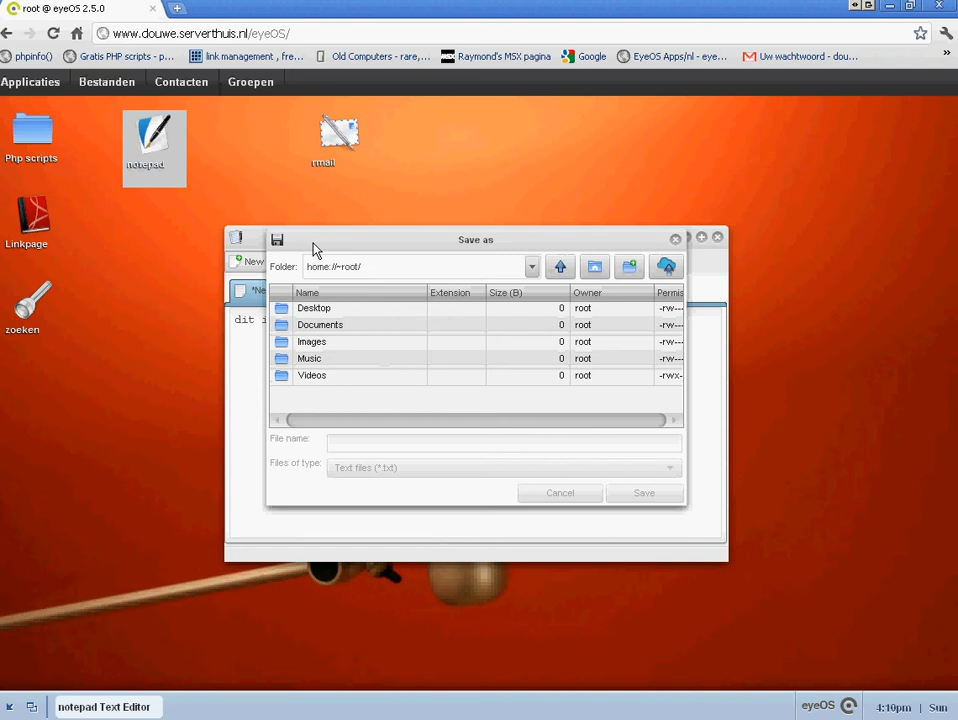 root @ eyeOS 2.5.0
www.douwe.serverthuis.nl/eyeOS/
phpinfo() Gratis PHP scripts - p... link management , fre... Old Computers - rare,... Raymond's MSX pagina Google EyeOS Apps/nl - eye... Uw wachtwoord - dou... »
Applicaties Bestanden Contacten Groepen
Php scripts
notepad
rmail
Linkpage
zoeken
Save as
New
Folder: home://~root/
*Ne
Name Extension Size (B) Owner Permis
Desktop 0 root -rw---
dit i
Documents 0 root -rw---
Images 0 root -rw---
Music 0 root -rw---
Videos 0 root -rwx-
File name:
Files of type: Text files (*.txt)
Cancel Save
notepad Text Editor eyeOS 4:10pm | Sun